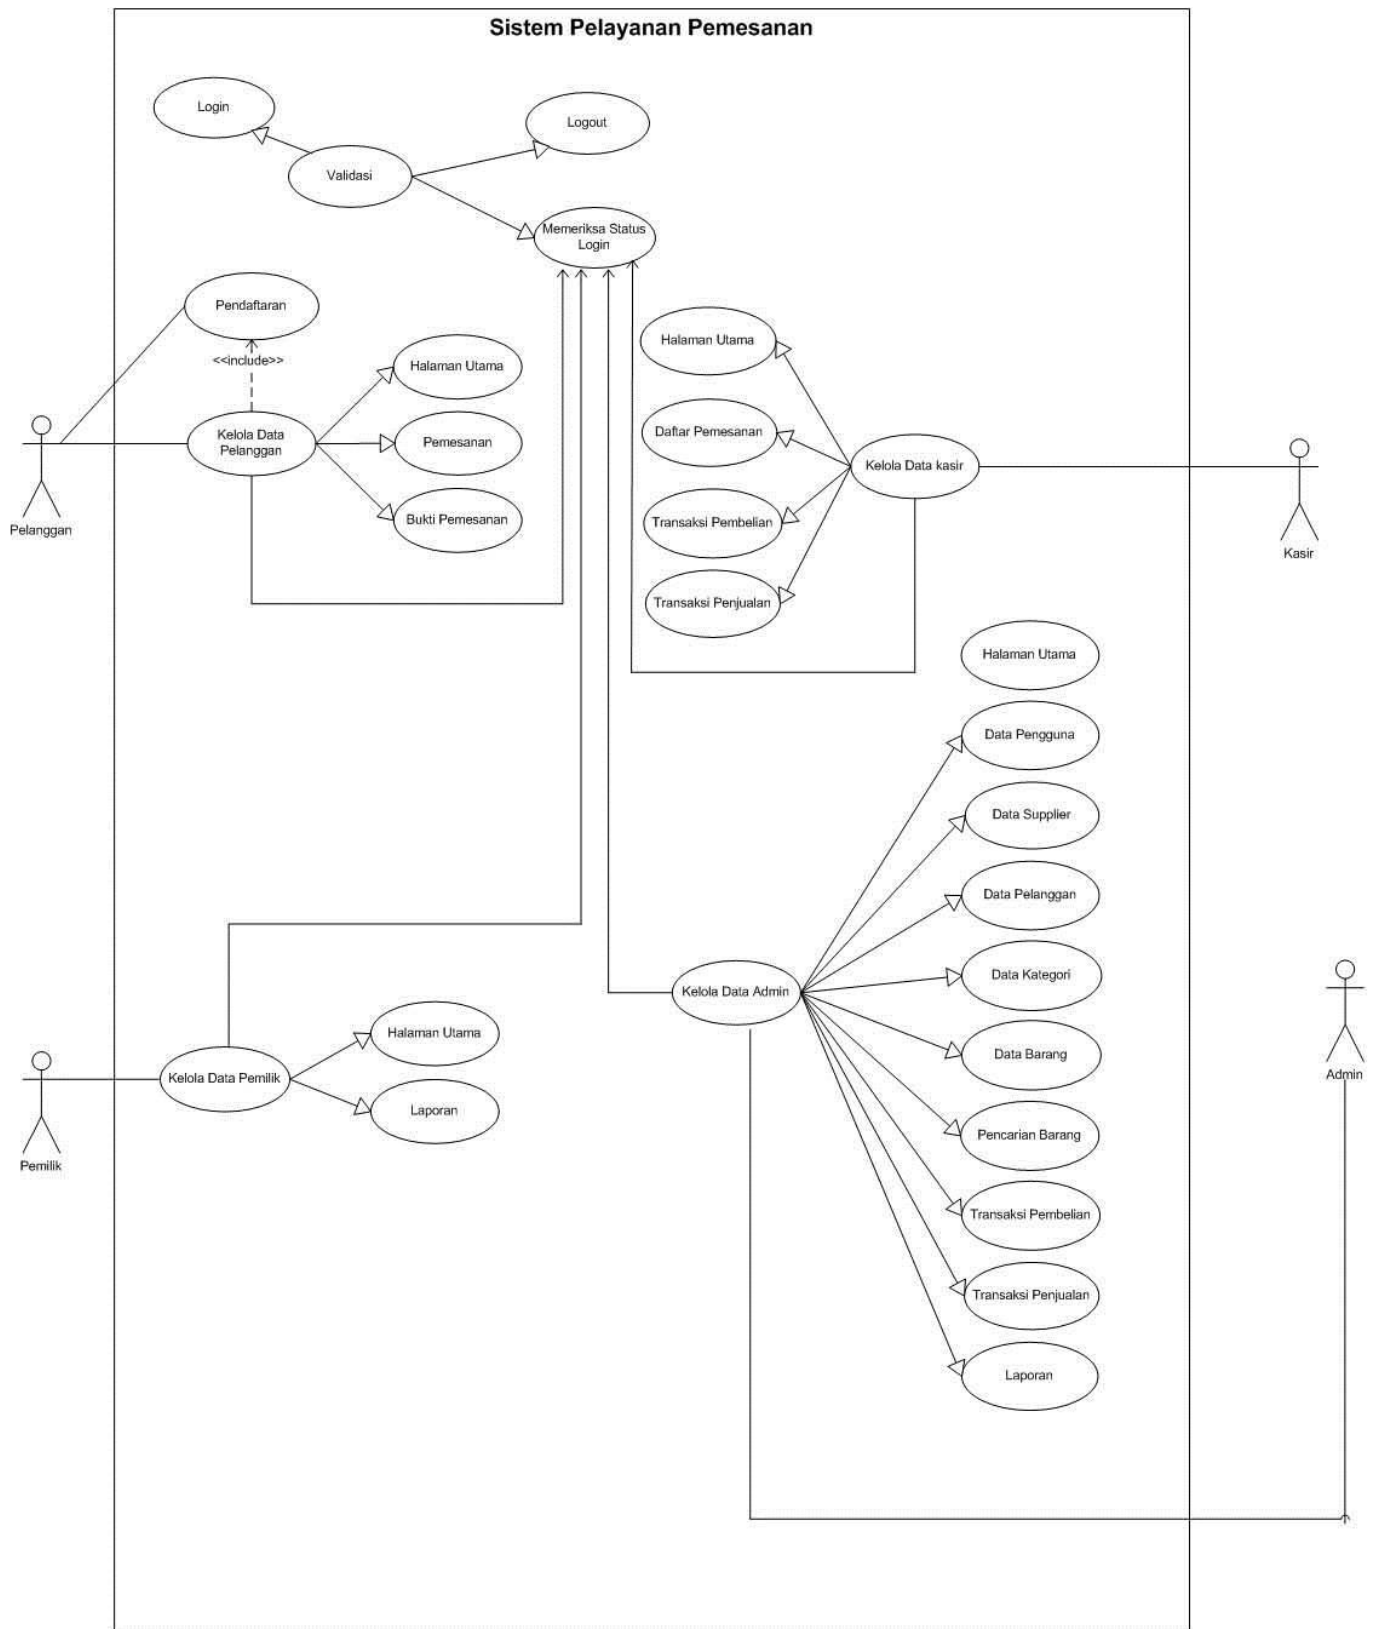 Sistem Pelayanan Pemesanan
Login
Logout
Validasi
Memeriksa Status
Login
Pendaftaran
<<include>>
Halaman Utama
Kelola Data
Pelanggan
Pemesanan
Bukti Pemesanan
Pelanggan
Halaman Utama
Daftar Pemesanan
Kelola Data kasir
Transaksi Pembelian
Kasir
Transaksi Penjualan
Halaman Utama
Data Pengguna
Data Supplier
Data Pelanggan
Data Kategori
Kelola Data Admin
Data Barang
Admin
Halaman Utama
Kelola Data Pemilik
Laporan
Pemilik
Pencarian Barang
Transaksi Pembelian
Transaksi Penjualan
Laporan